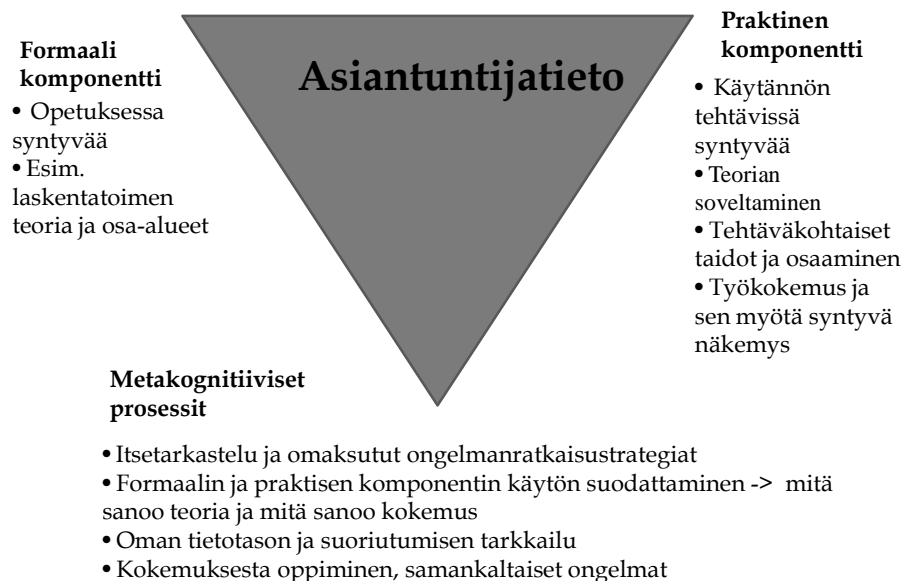 Formaali
komponentti
• Opetuksessa
syntyvää
• Esim.
laskentatoimen
teoria ja osa-alueet
Asiantuntijatieto
Praktinen
komponentti
• Käytännön
tehtävissä
syntyvää
• Teorian
soveltaminen
• Tehtäväkohtaiset
taidot ja osaaminen
• Työkokemus ja
sen myötä syntyvä
näkemys
Metakognitiiviset
prosessit
• Itsetarkastelu ja omaksutut ongelmanratkaisustrategiat
• Formaalin ja praktisen komponentin käytön suodattaminen -> mitä
sanoo teoria ja mitä sanoo kokemus
• Oman tietotason ja suoriutumisen tarkkailu
• Kokemuksesta oppiminen, samankaltaiset ongelmat